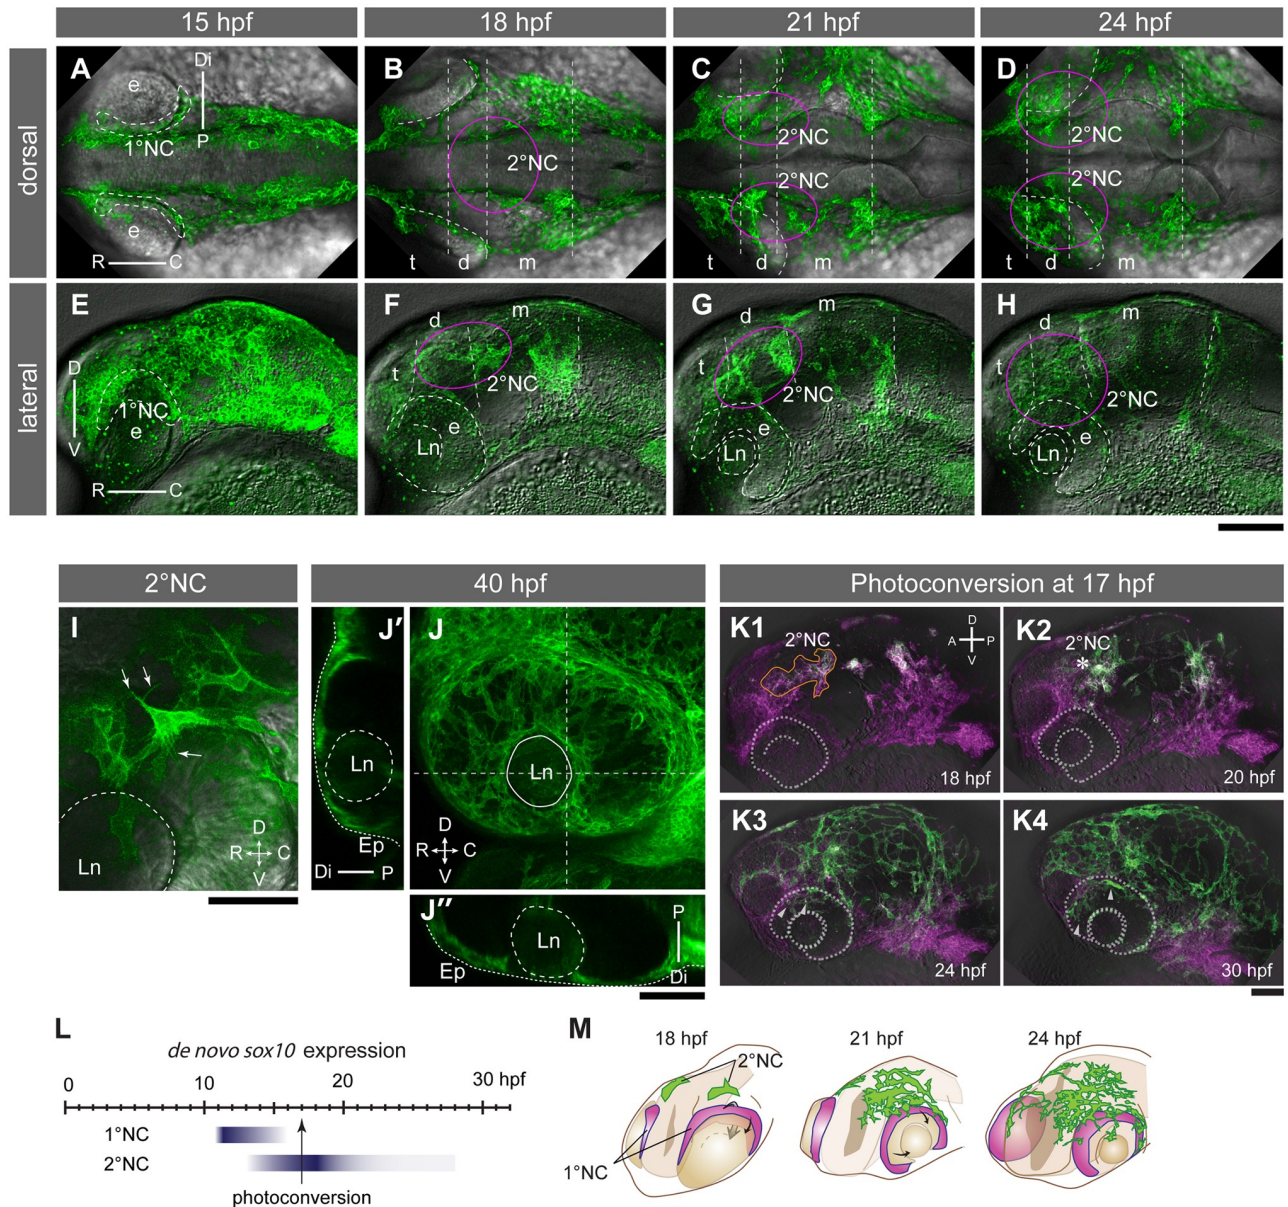 15 hpf
18 hpf
21 hpf
24 hpf
dorsal
A
e
Di
P
1°NC
e
R
C
B
2°NC
t
d
m
C
2°NC
2°NC
t
d
m
D
2°NC
2°NC
t
d
m
lateral
E
D
V
1°NC
e
R
C
F
d
m
t
2°NC
e
Ln
G
d
m
t
2°NC
e
Ln
H
d
m
t
2°NC
e
Ln
2°NC
40 hpf
Photoconversion at 17 hpf
I
Ln
D
R
C
V
J′
Ln
Ep
Di
P
J
Ln
D
R
C
V
J″
Ln
Ep
P
Di
K1
2°NC
D
A
P
V
18 hpf
K2
2°NC
*
20 hpf
K3
24 hpf
K4
30 hpf
L
de novo sox10 expression
0
10
20
30 hpf
1°NC
2°NC
photoconversion
M
18 hpf
21 hpf
24 hpf
2°NC
1°NC